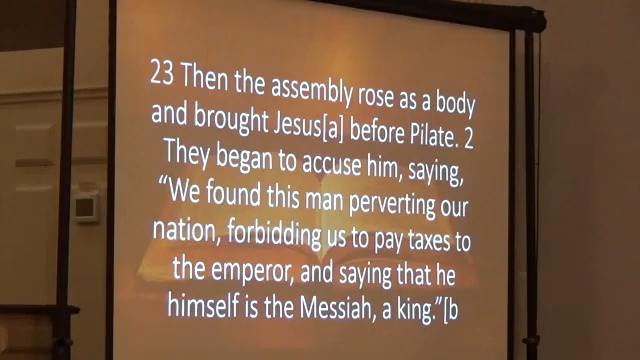 23 Then the assembly rose as a body
and brought Jesus[a] before Pilate. 2
They began to accuse him, saying,
“We found this man perverting our
nation, forbidding us to pay taxes to
the emperor, and saying that he
himself is the Messiah, a king.”[b